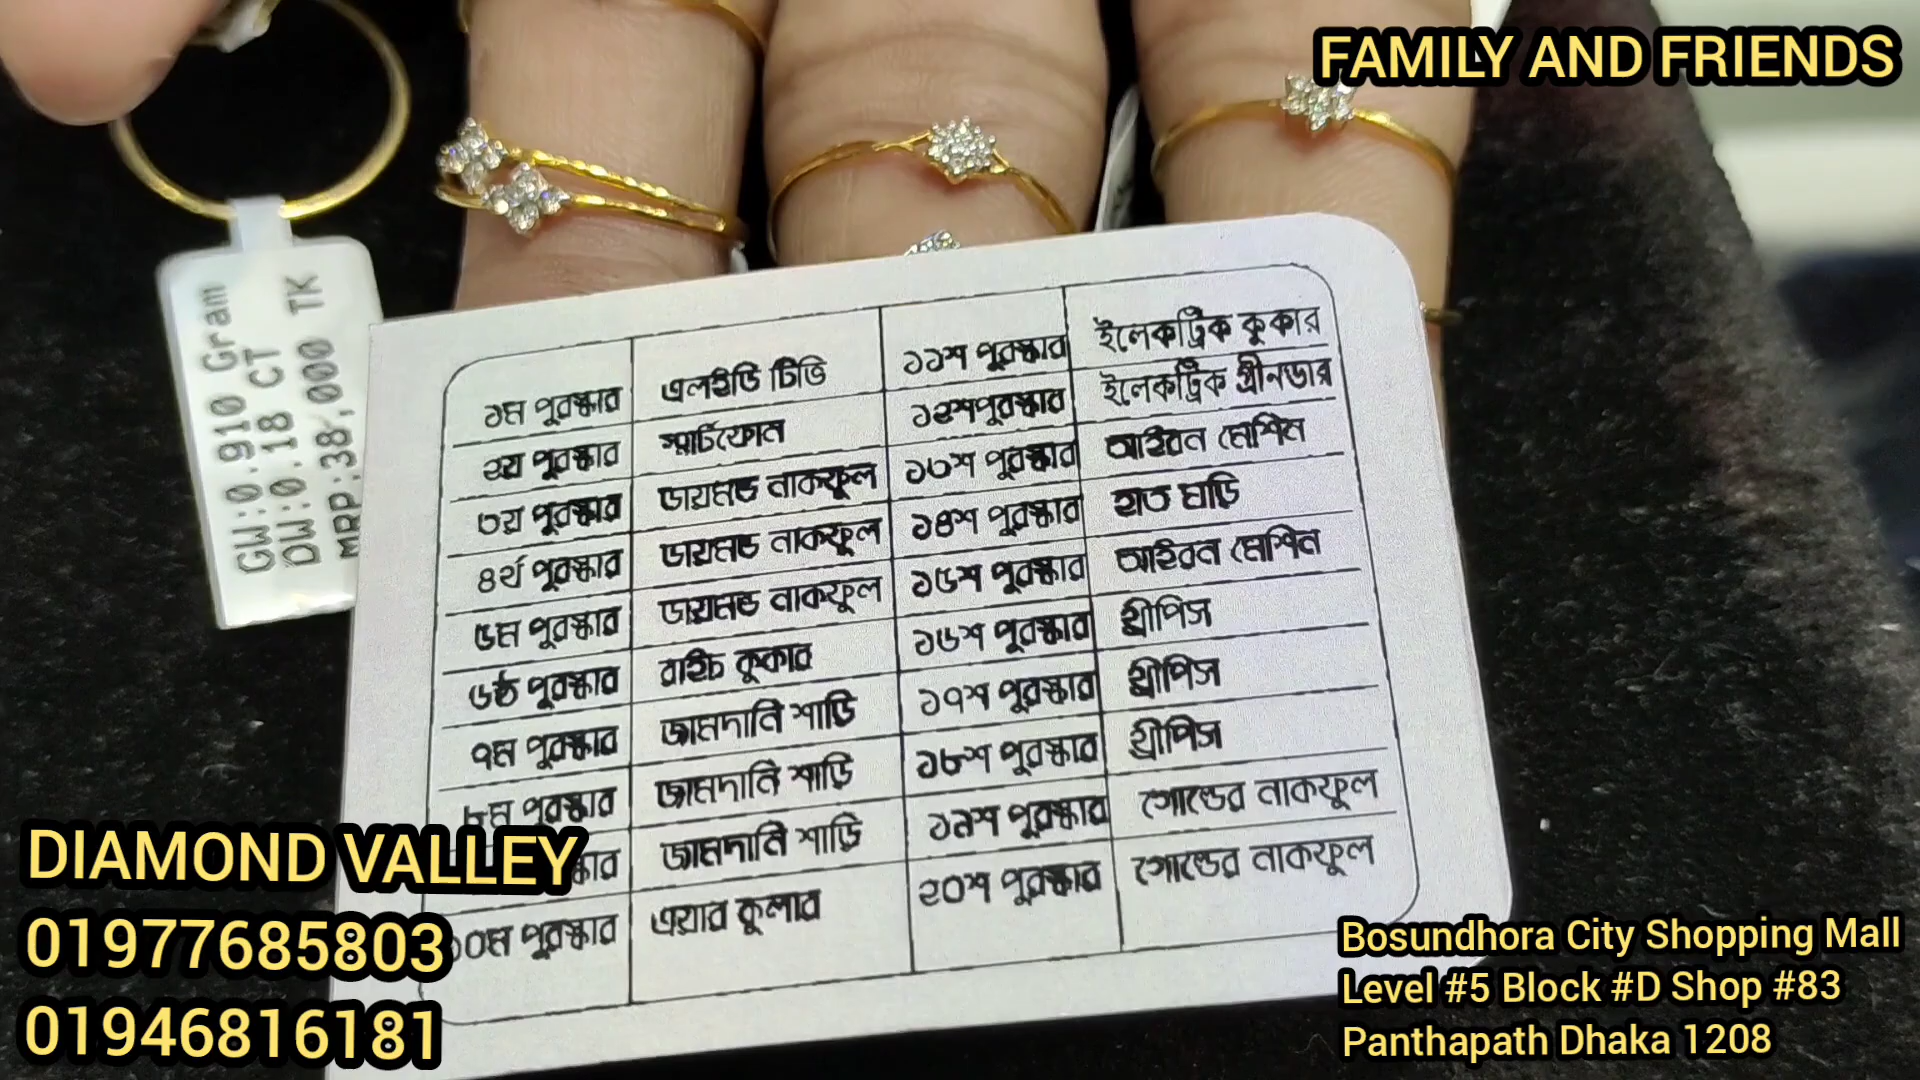 FAMILY AND FRIENDS
GW:0.910 Gram
DW:0.18 CT
MRP:38,000 TK
১ম পুরস্কার এলইডি টিভি ১১শ পুরস্কার ইলেকট্রিক কুকার
২য় পুরস্কার স্মার্টফোন ১২শপুরস্কার ইলেকট্রিক গ্রীনডার
৩য় পুরস্কার ডায়মন্ড নাকফুল ১৩শ পুরস্কার আইরন মেশিন
৪র্থ পুরস্কার ডায়মন্ড নাকফুল ১৪শ পুরস্কার হাত ঘড়ি
৫ম পুরস্কার ডায়মন্ড নাকফুল ১৫শ পুরস্কার আইরন মেশিন
৬ষ্ঠ পুরস্কার রাইচ কুকার ১৬শ পুরস্কার থ্রীপিস
৭ম পুরস্কার জামদানি শাড়ি ১৭শ পুরস্কার থ্রীপিস
৮ম পুরস্কার জামদানি শাড়ি ১৮শ পুরস্কার থ্রীপিস
জামদানি শাড়ি ১৯শ পুরস্কার গোল্ডের নাকফুল
১০ম পুরস্কার এয়ার কুলার ২০শ পুরস্কার গোল্ডের নাকফুল
DIAMOND VALLEY
01977685803
01946816181
Bosundhora City Shopping Mall
Level #5 Block #D Shop #83
Panthapath Dhaka 1208